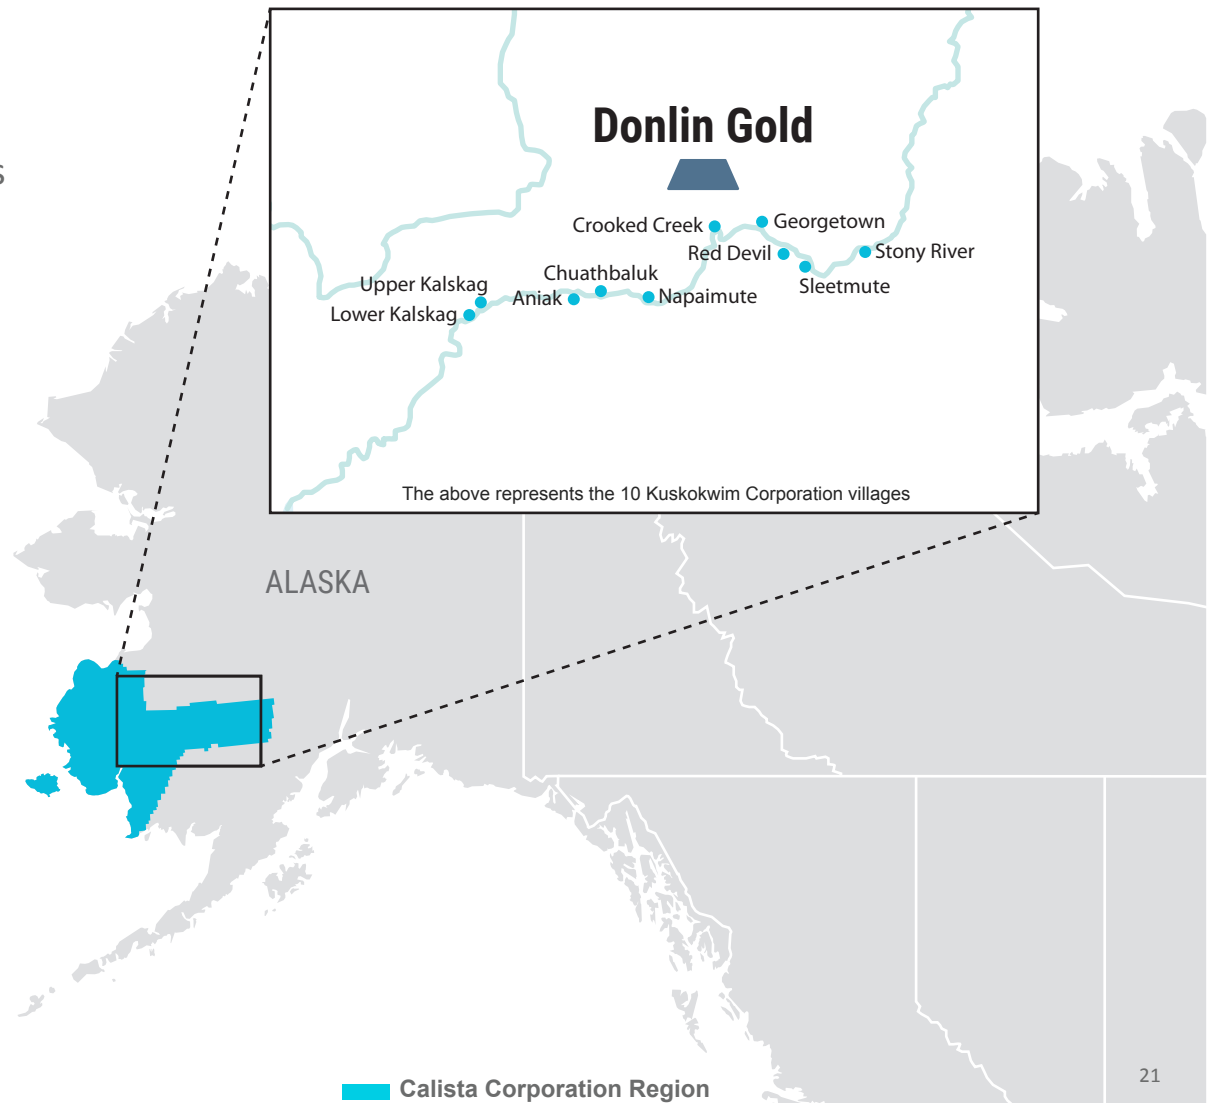 S
Donlin Gold
Crooked Creek
Georgetown
Red Devil
Stony River
Sleetmute
Chuathbaluk
Upper Kalskag
Aniak
Napaimute
Lower Kalskag
The above represents the 10 Kuskokwim Corporation villages
ALASKA
Calista Corporation Region
21